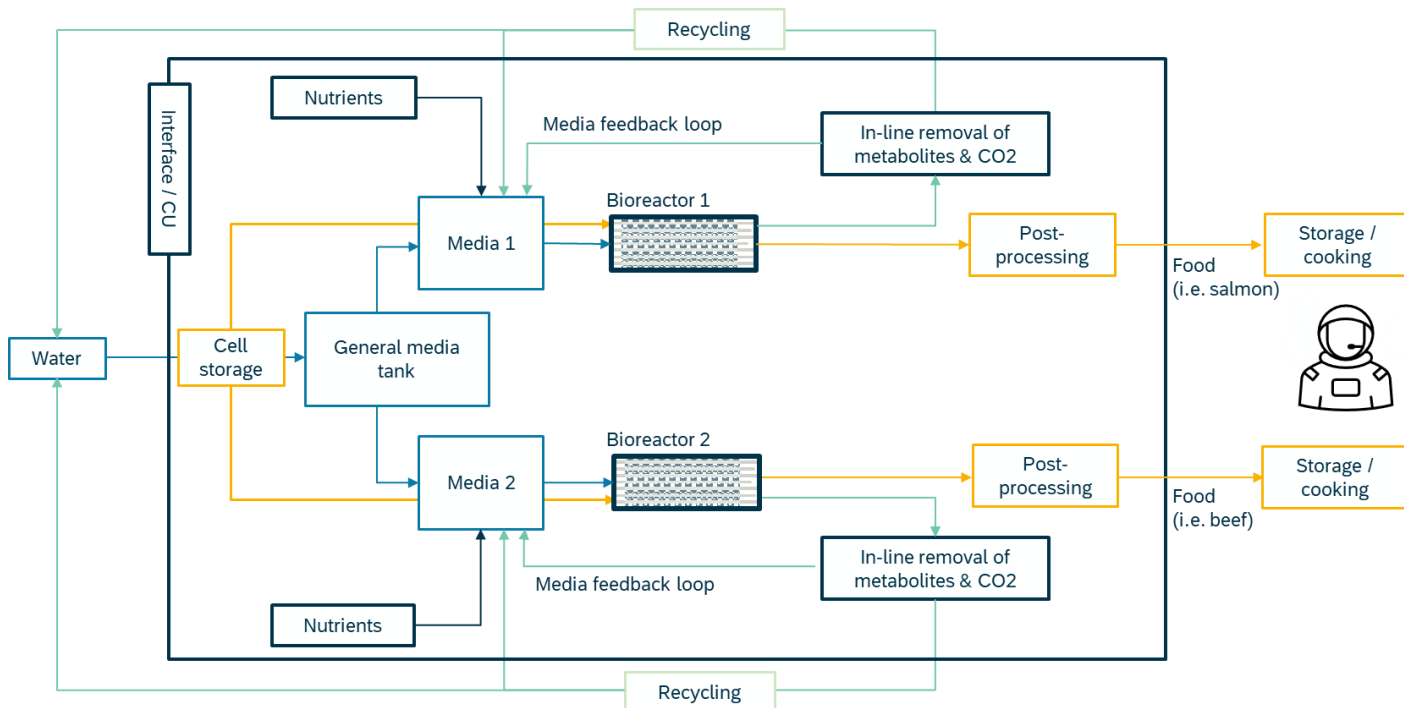 Recycling
Interface / CU
Nutrients
Media feedback loop
In-line removal of
metabolites & CO2
Bioreactor 1
Media 1
Post-
processing
Storage /
cooking
Food
(i.e. salmon)
Water
Cell
storage
General media
tank
Bioreactor 2
Media 2
Post-
processing
Storage /
cooking
Food
(i.e. beef)
In-line removal of
metabolites & CO2
Media feedback loop
Nutrients
Recycling